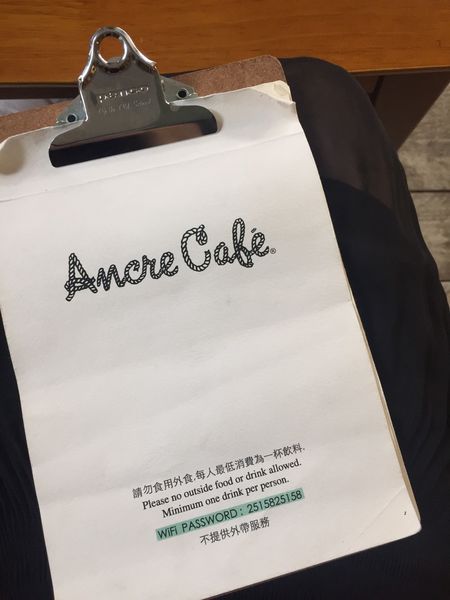 Ancre Café®
請勿食用外食,每人最低消費為一杯飲料.
Please no outside food or drink allowed.
Minimum one drink per person.
WiFi PASSWORD : 2515825158
不提供外帶服務